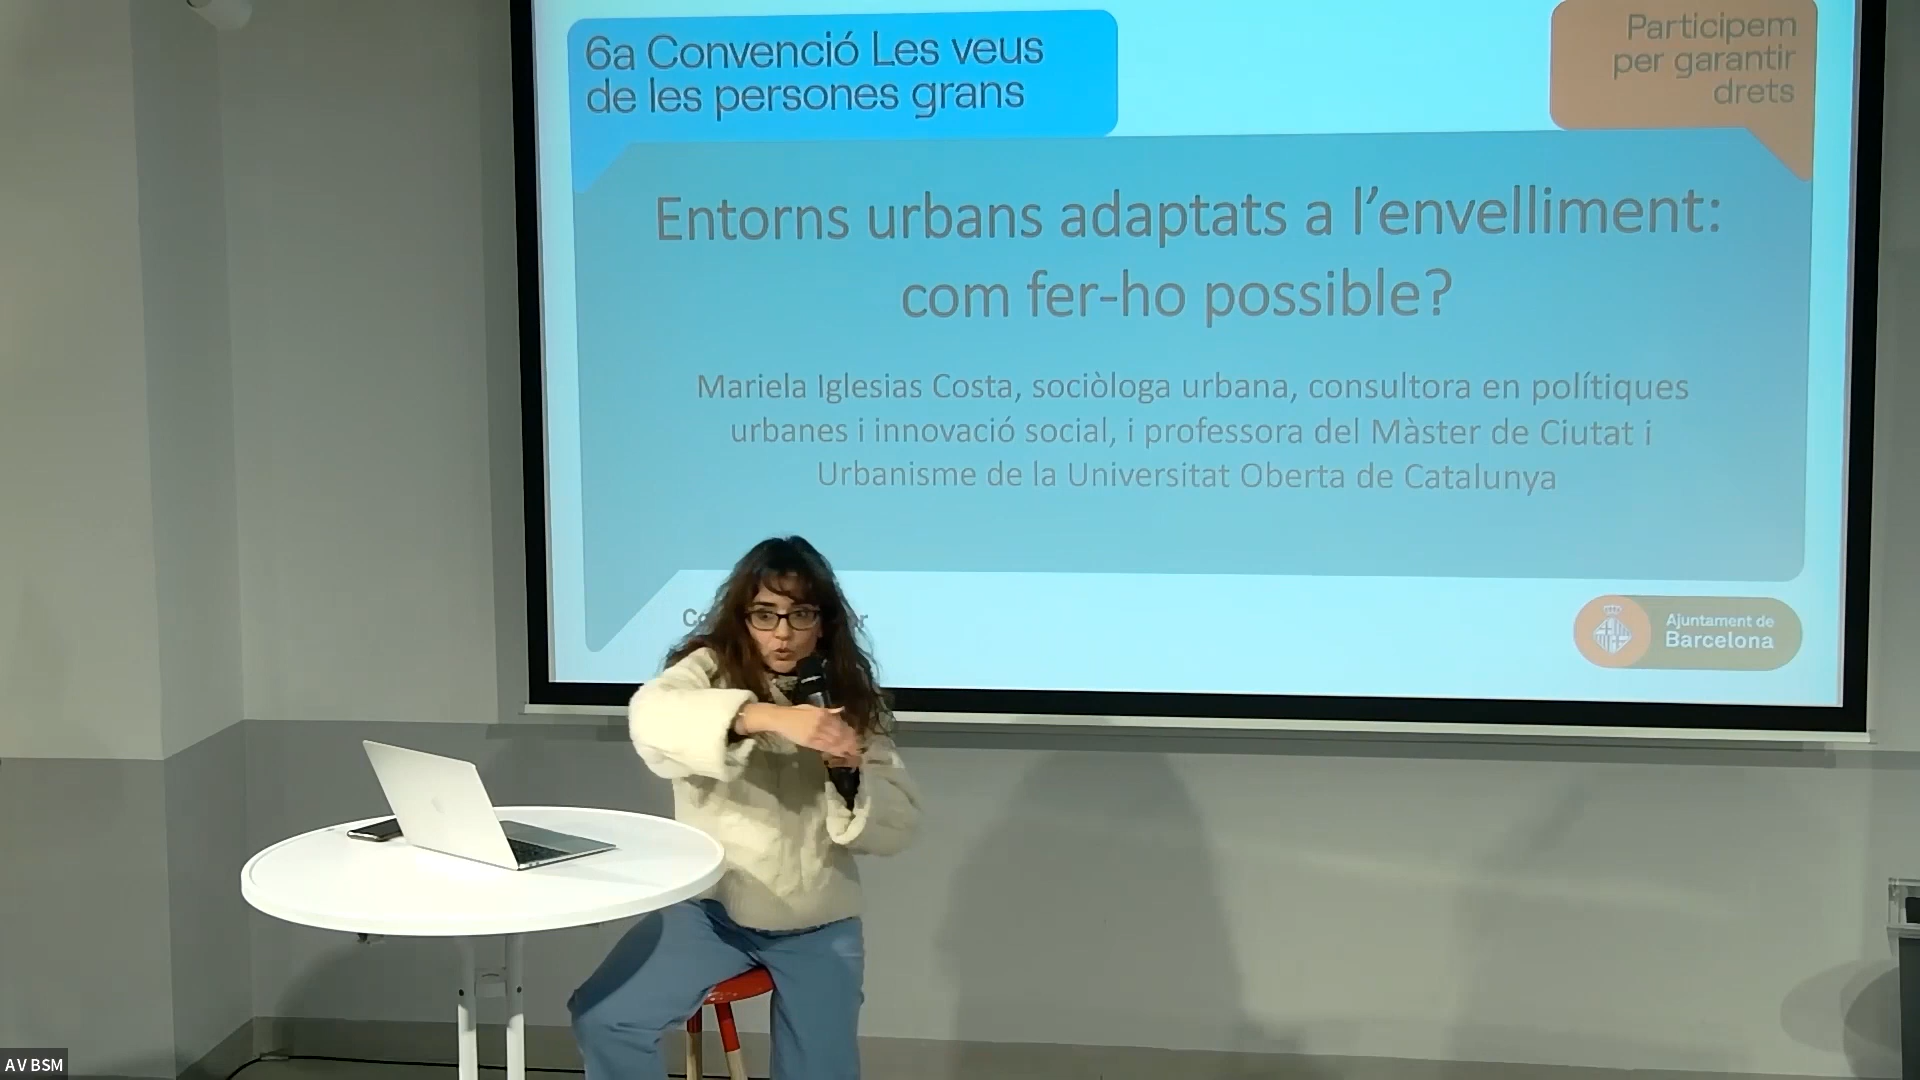 6a Convenció Les veus
de les persones grans
Participem
per garantir
drets
Entorns urbans adaptats a l'envelliment:
com fer-ho possible?
Mariela Iglesias Costa, sociòloga urbana, consultora en polítiques
urbanes i innovació social, i professora del Màster de Ciutat i
Urbanisme de la Universitat Oberta de Catalunya
Ajuntament de
Barcelona
AV BSM